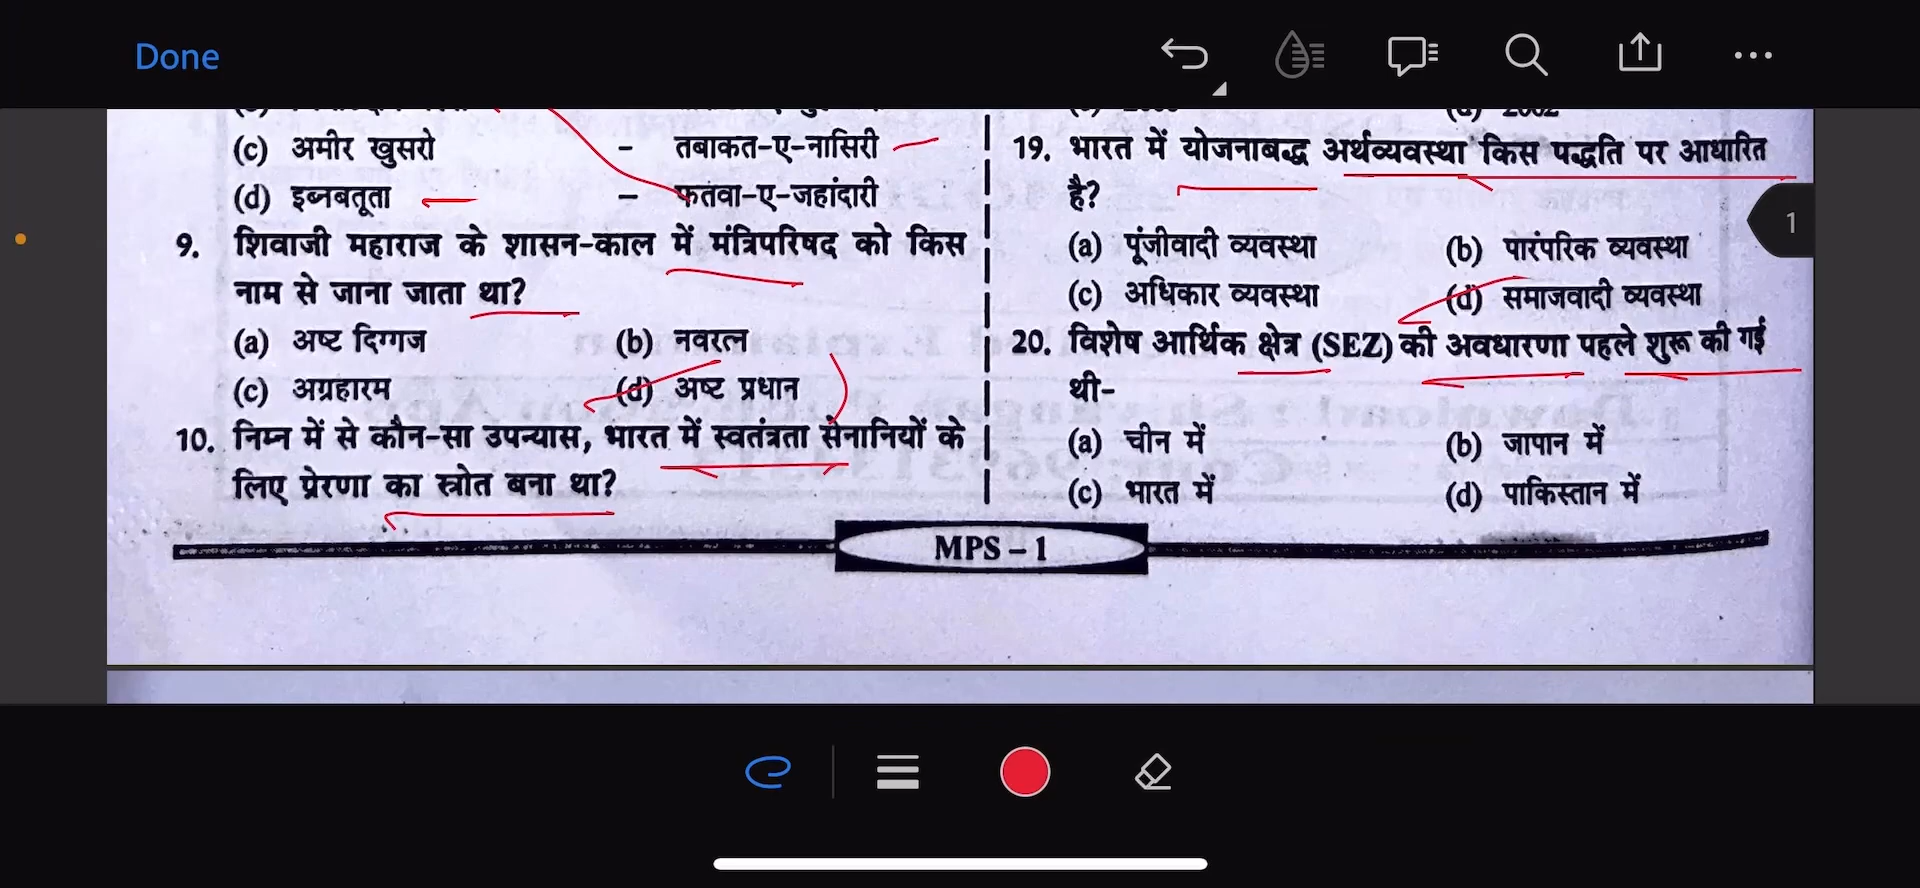 Done
(c) अमीर खुसरो - तबाकत-ए-नासिरी
(d) इब्नबतूता - फतवा-ए-जहांदारी
9. शिवाजी महाराज के शासन-काल में मंत्रिपरिषद को किस
नाम से जाना जाता था?
(a) अष्ट दिग्गज (b) नवरत्न
(c) अग्रहारम (d) अष्ट प्रधान
10. निम्न में से कौन-सा उपन्यास, भारत में स्वतंत्रता सेनानियों के
लिए प्रेरणा का स्त्रोत बना था?
19. भारत में योजनाबद्ध अर्थव्यवस्था किस पद्धति पर आधारित
है?
(a) पूंजीवादी व्यवस्था (b) पारंपरिक व्यवस्था
(c) अधिकार व्यवस्था (d) समाजवादी व्यवस्था
20. विशेष आर्थिक क्षेत्र (SEZ) की अवधारणा पहले शुरू की गई
थी-
(a) चीन में (b) जापान में
(c) भारत में (d) पाकिस्तान में
MPS – 1
1